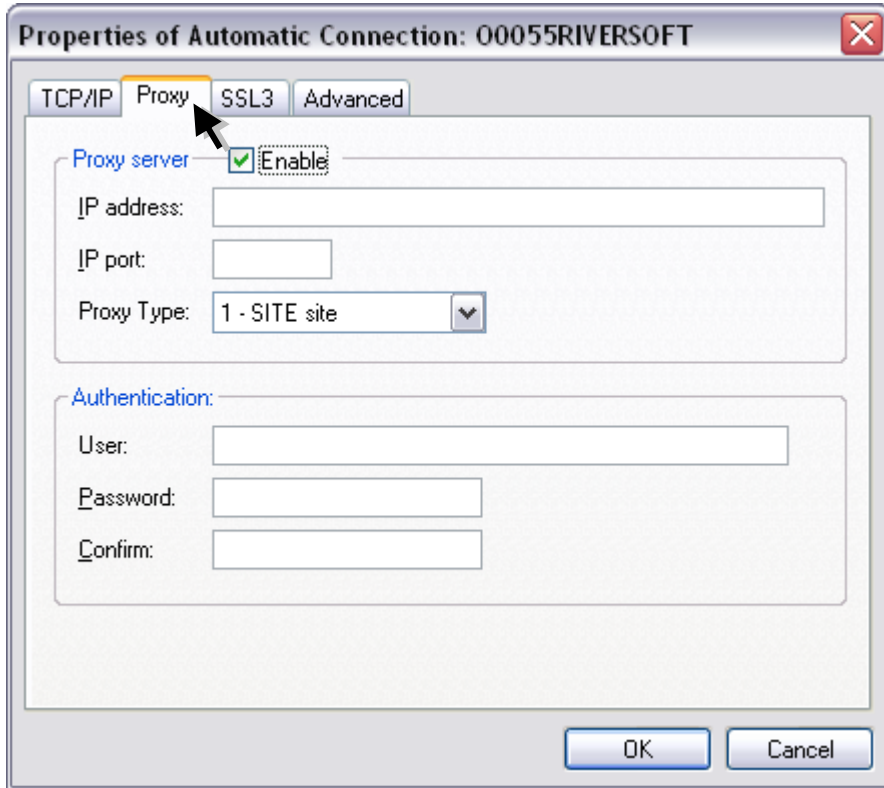 Properties of Automatic Connection: O0055RIVERSOFT
TCP/IP Proxy SSL3 Advanced
Proxy server Enable
IP address:
IP port:
Proxy Type: 1 - SITE site
Authentication:
User:
Password:
Confirm:
OK Cancel